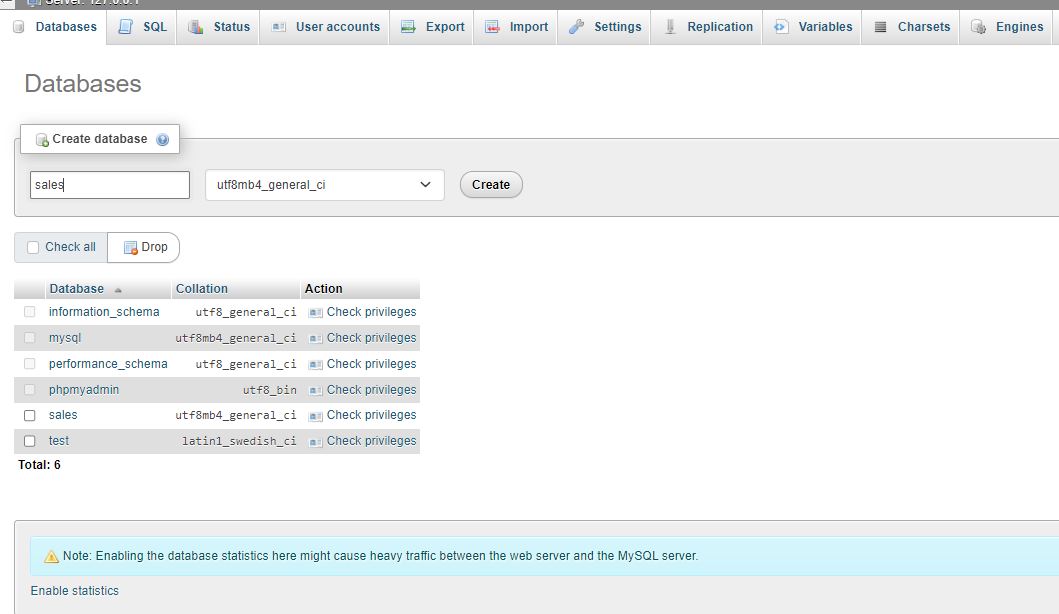 Server: 127.0.0.1
Databases SQL Status User accounts Export Import Settings Replication Variables Charsets Engines
Databases
Create database
sales utf8mb4_general_ci Create
Check all Drop
Database Collation Action
information_schema utf8_general_ci Check privileges
mysql utf8mb4_general_ci Check privileges
performance_schema utf8_general_ci Check privileges
phpmyadmin utf8_bin Check privileges
sales utf8mb4_general_ci Check privileges
test latin1_swedish_ci Check privileges
Total: 6
Note: Enabling the database statistics here might cause heavy traffic between the web server and the MySQL server.
Enable statistics